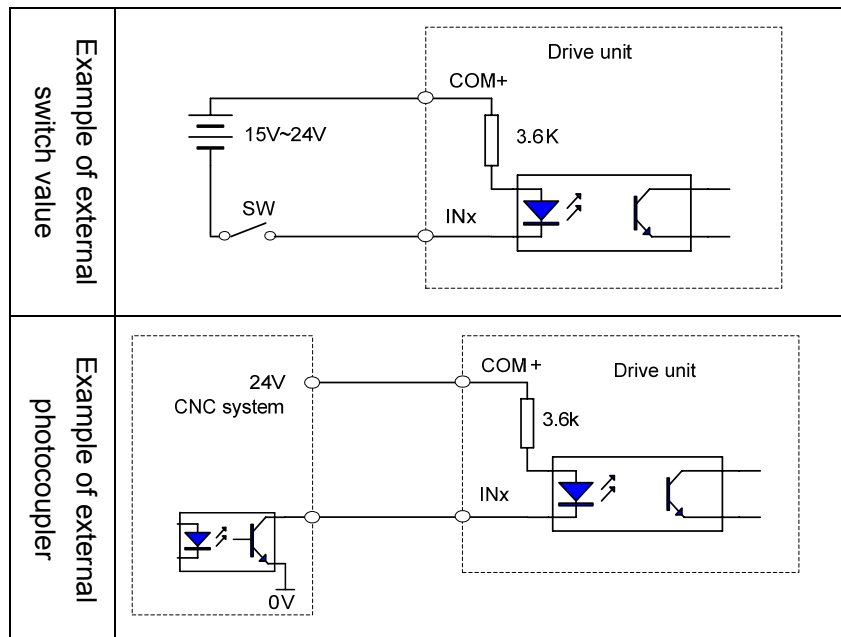 Example of external
switch value
Drive unit
COM+
15V~24V
3.6K
SW
INx
Example of external
photocoupler
24V
CNC system
COM+
Drive unit
3.6k
INx
0V